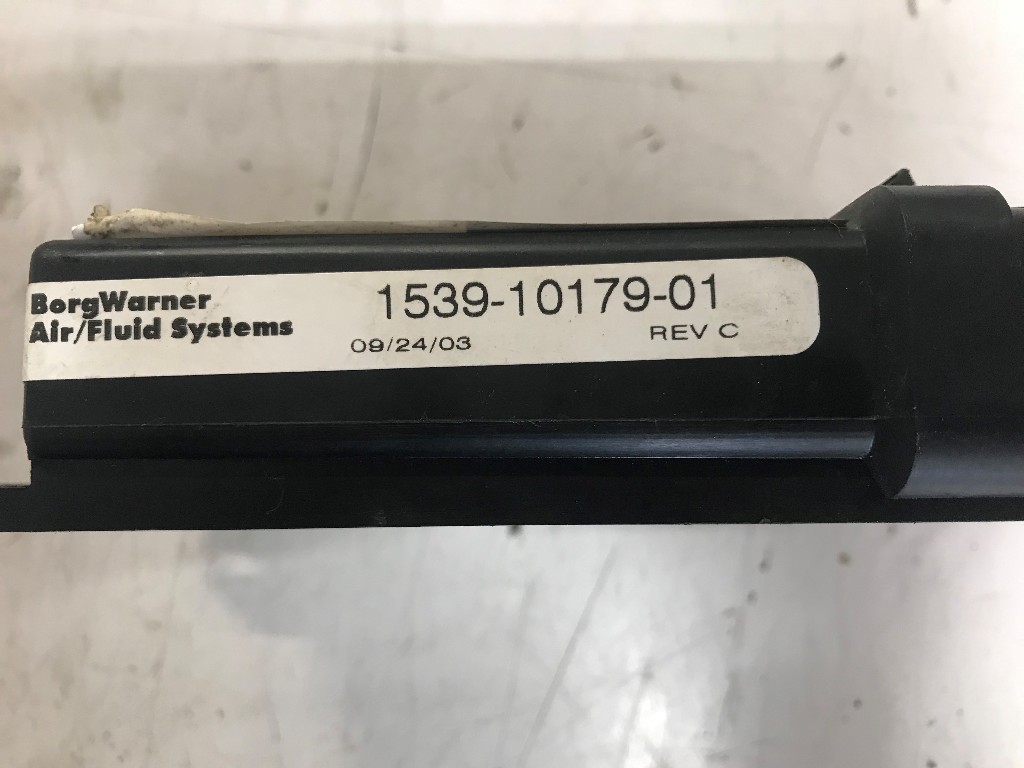 BorgWarner
Air/Fluid Systems
1539-10179-01
09/24/03 REV C